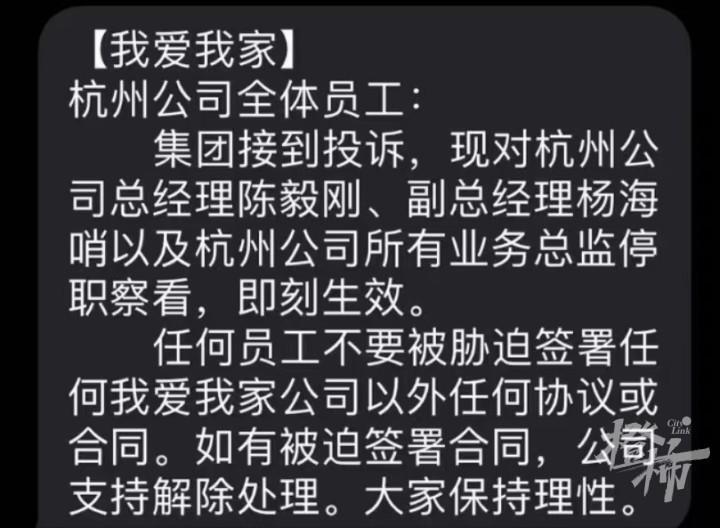 【我爱我家】
杭州公司全体员工：
集团接到投诉，现对杭州公
司总经理陈毅刚、副总经理杨海
哨以及杭州公司所有业务总监停
职察看，即刻生效。
任何员工不要被胁迫签署任
何我爱我家公司以外任何协议或
合同。如有被迫签署合同，公司
支持解除处理。大家保持理性。
City Link
橙柿